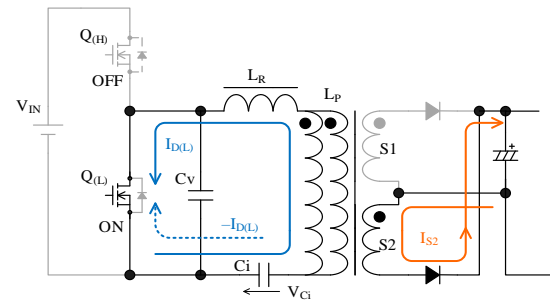 Q(H)
OFF
VIN
LR
LP
ID(L)
S1
Q(L)
Cv
ON
−ID(L)
S2
IS2
Ci
VCi
+